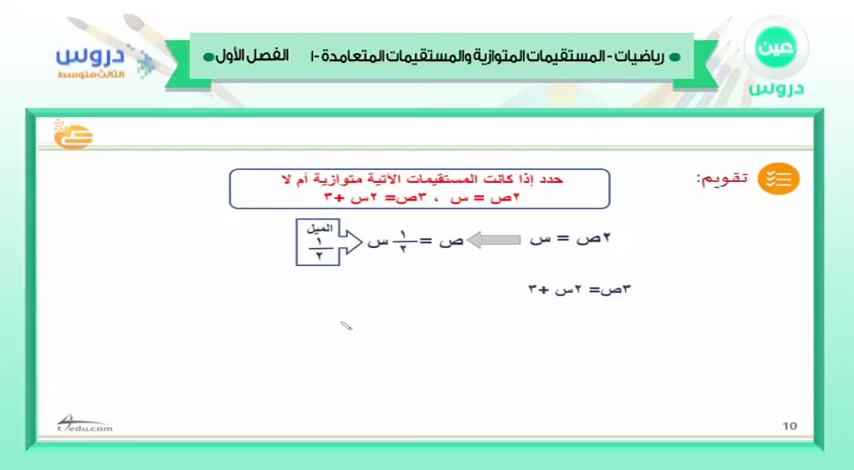 عين
دروس
رياضيات - المستقيمات المتوازية والمستقيمات المتعامدة -١ الفصل الأول
دروس
الثالث متوسط
تقويم:
حدد إذا كانت المستقيمات الآتية متوازية أم لا
٢ص = س ، ٣ص= ٢س +٣
٢ص = س
ص = ١/٢ س
الميل
١/٢
٣ص= ٢س +٣
t4edu.com
10